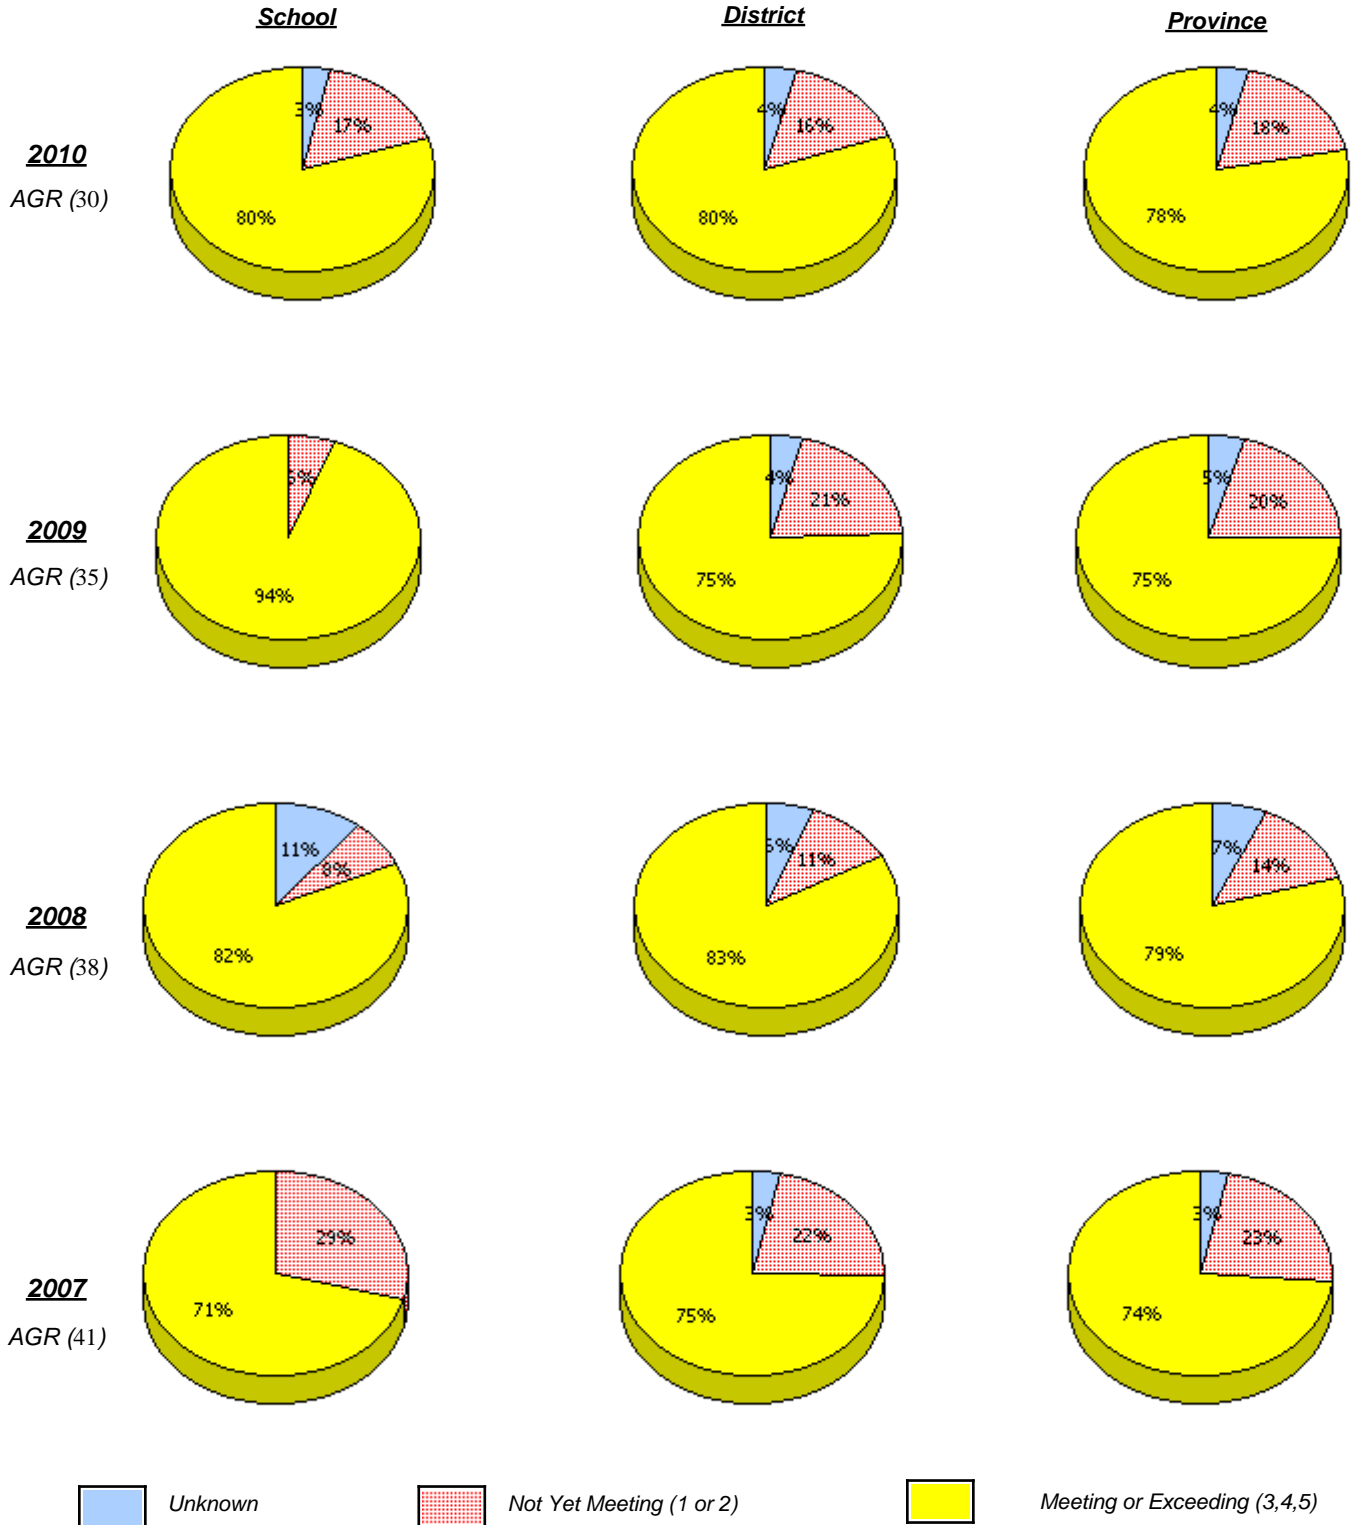 School District Province
2010
AGR (30)
3% 17% 80%
4% 16% 80%
4% 18% 78%
2009
AGR (35)
6% 94%
4% 21% 75%
5% 20% 75%
2008
AGR (38)
11% 8% 82%
6% 11% 83%
7% 14% 79%
2007
AGR (41)
29% 71%
3% 22% 75%
3% 23% 74%
Unknown Not Yet Meeting (1 or 2) Meeting or Exceeding (3,4,5)